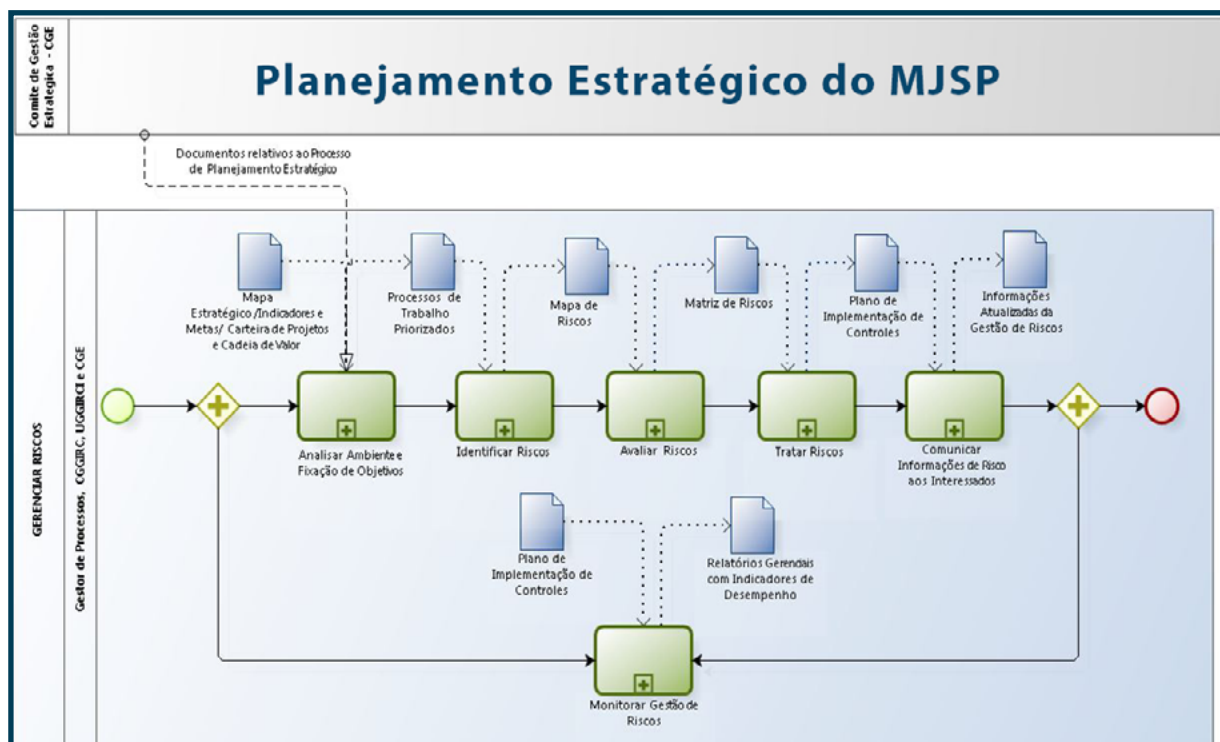 Comite de Gestão
Estrategica - CGE
Planejamento Estratégico do MJSP
Documentos relativos ao Processo
de Planejamento Estratégico
GERENCIAR RISCOS
Gestor de Processos, CGGIRC, UGGIRCI e CGE
Mapa
Estratégico /Indicadores e
Metas/ Carteira de Projetos
e Cadeia de Valor
Processos de
Trabalho
Priorizados
Mapa de
Riscos
Matriz de Riscos
Plano de
Implementação de
Controles
Informações
Atualizadas da
Gestão de Riscos
Analisar Ambiente e
Fixação de Objetivos
Identificar Riscos
Avaliar Riscos
Tratar Riscos
Comunicar
Informações de Risco
aos Interessados
Plano de
Implementação de
Controles
Relatórios Gerendais
com Indicadores de
Desempenho
Monitorar Gestão de
Riscos